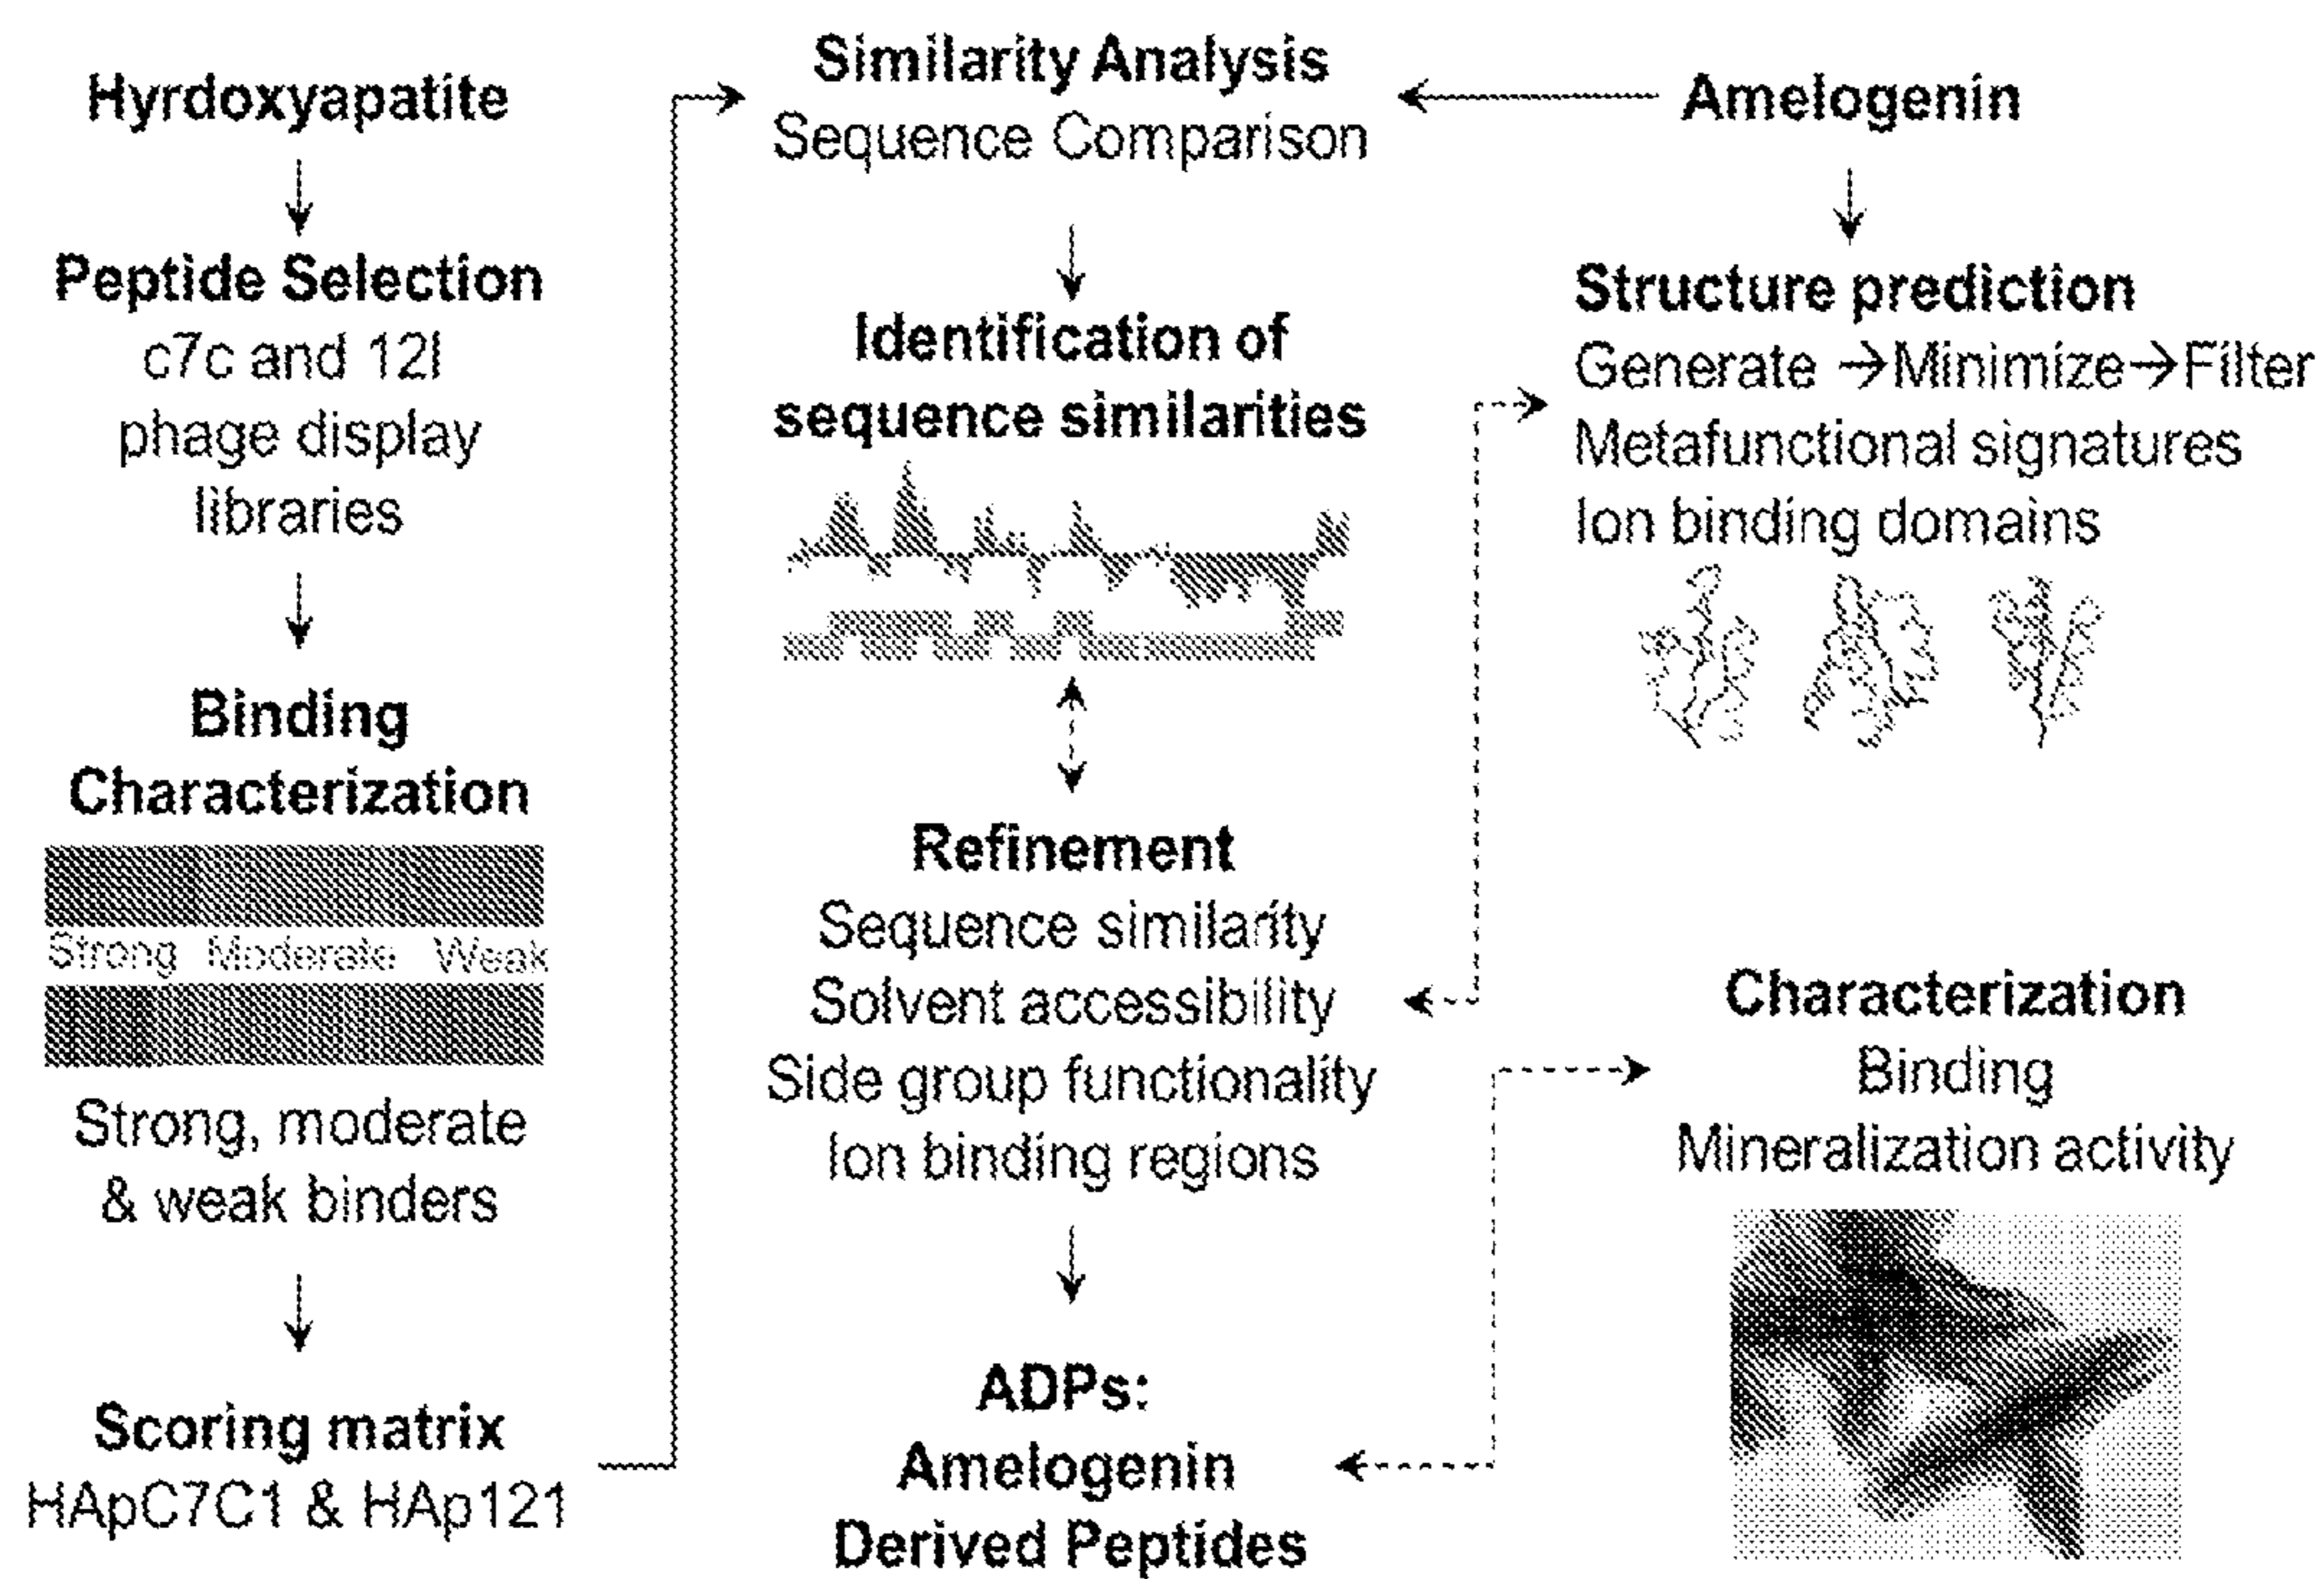 Hyrdoxyapatite
Peptide Selection
c7c and 12l
phage display
libraries
Binding
Characterization
Strong Moderate Weak
Strong, moderate
& weak binders
Scoring matrix
HApC7C1 & HAp121
Similarity Analysis
Sequence Comparison
Identification of
sequence similarities
Refinement
Sequence similarity
Solvent accessibility
Side group functionality
Ion binding regions
ADPs:
Amelogenin
Derived Peptides
Amelogenin
Structure prediction
Generate →Minimize→Filter
Metafunctional signatures
Ion binding domains
Characterization
Binding
Mineralization activity